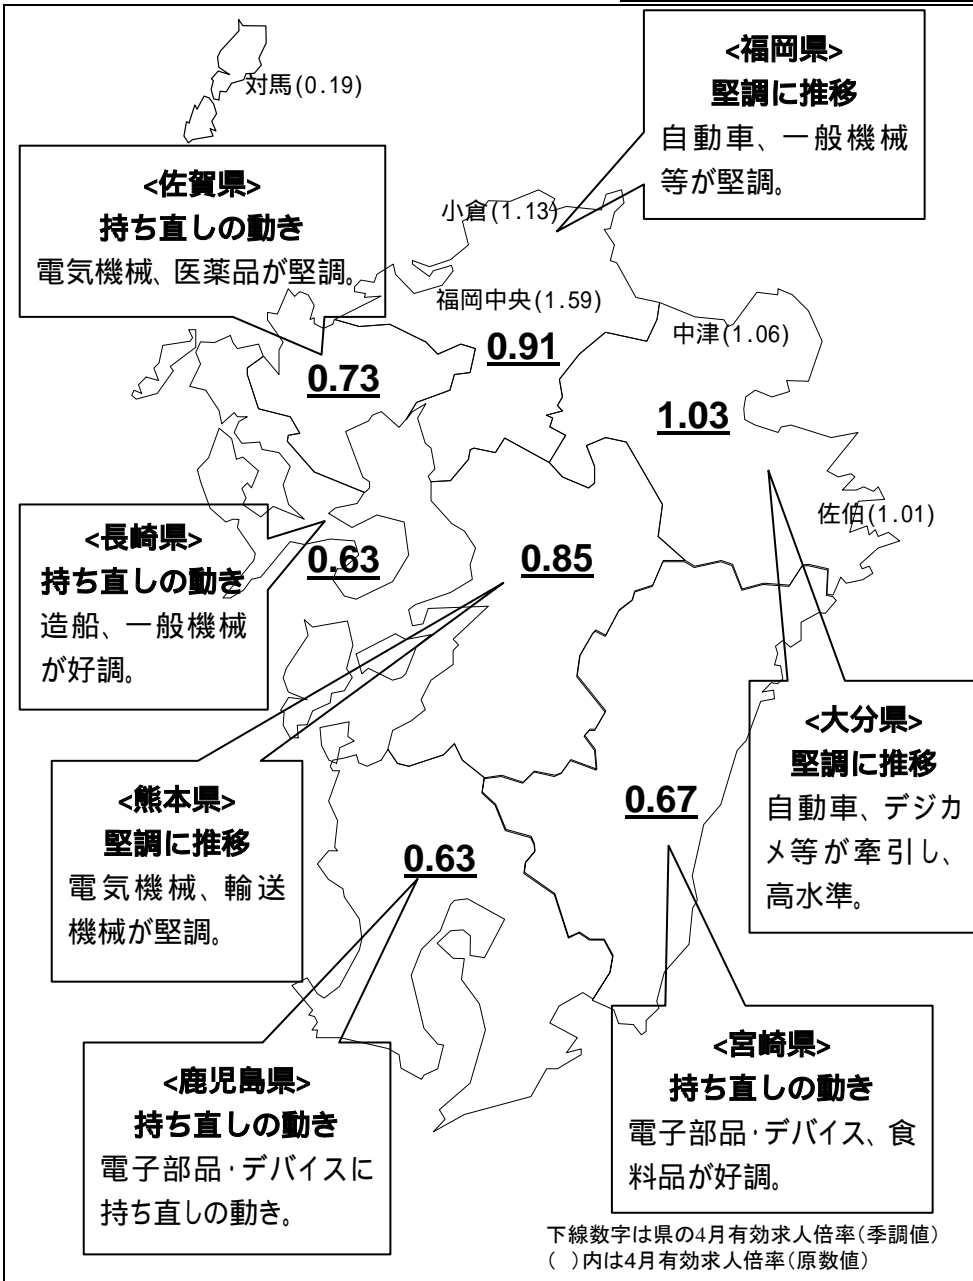 対馬(0.19)
<福岡県>
堅調に推移
自動車、一般機械
等が堅調。
<佐賀県>
持ち直しの動き
電気機械、医薬品が堅調。
小倉(1.13)
福岡中央(1.59)
0.91
中津(1.06)
0.73
1.03
佐伯(1.01)
<長崎県>
持ち直しの動き
造船、一般機械
が好調。
0.63
0.85
<大分県>
堅調に推移
自動車、デジカ
メ等が牽引し、
高水準。
<熊本県>
堅調に推移
電気機械、輸送
機械が堅調。
0.67
0.63
<宮崎県>
持ち直しの動き
電子部品・デバイス、食
料品が好調。
<鹿児島県>
持ち直しの動き
電子部品・デバイスに
持ち直しの動き。
下線数字は県の4月有効求人倍率(季調値)
( )内は4月有効求人倍率(原数値)